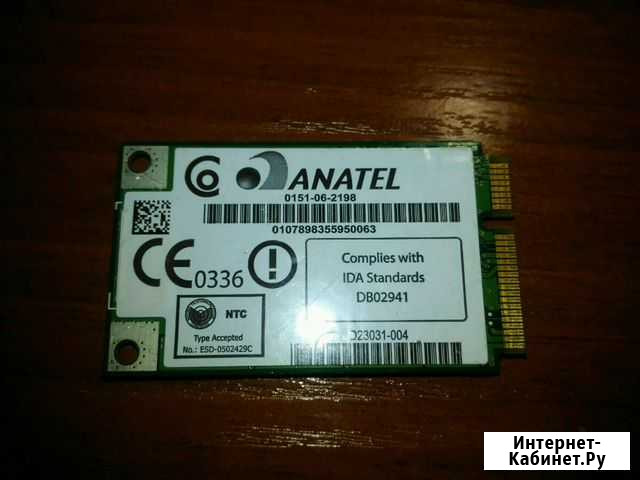 ANATEL
0151-06-2198
0107898355950063
CE 0336
Complies with
IDA Standards
DB02941
NTC
Type Accepted
No.: ESD-0502429C
D23031-004
Интернет-
Кабинет.Ру